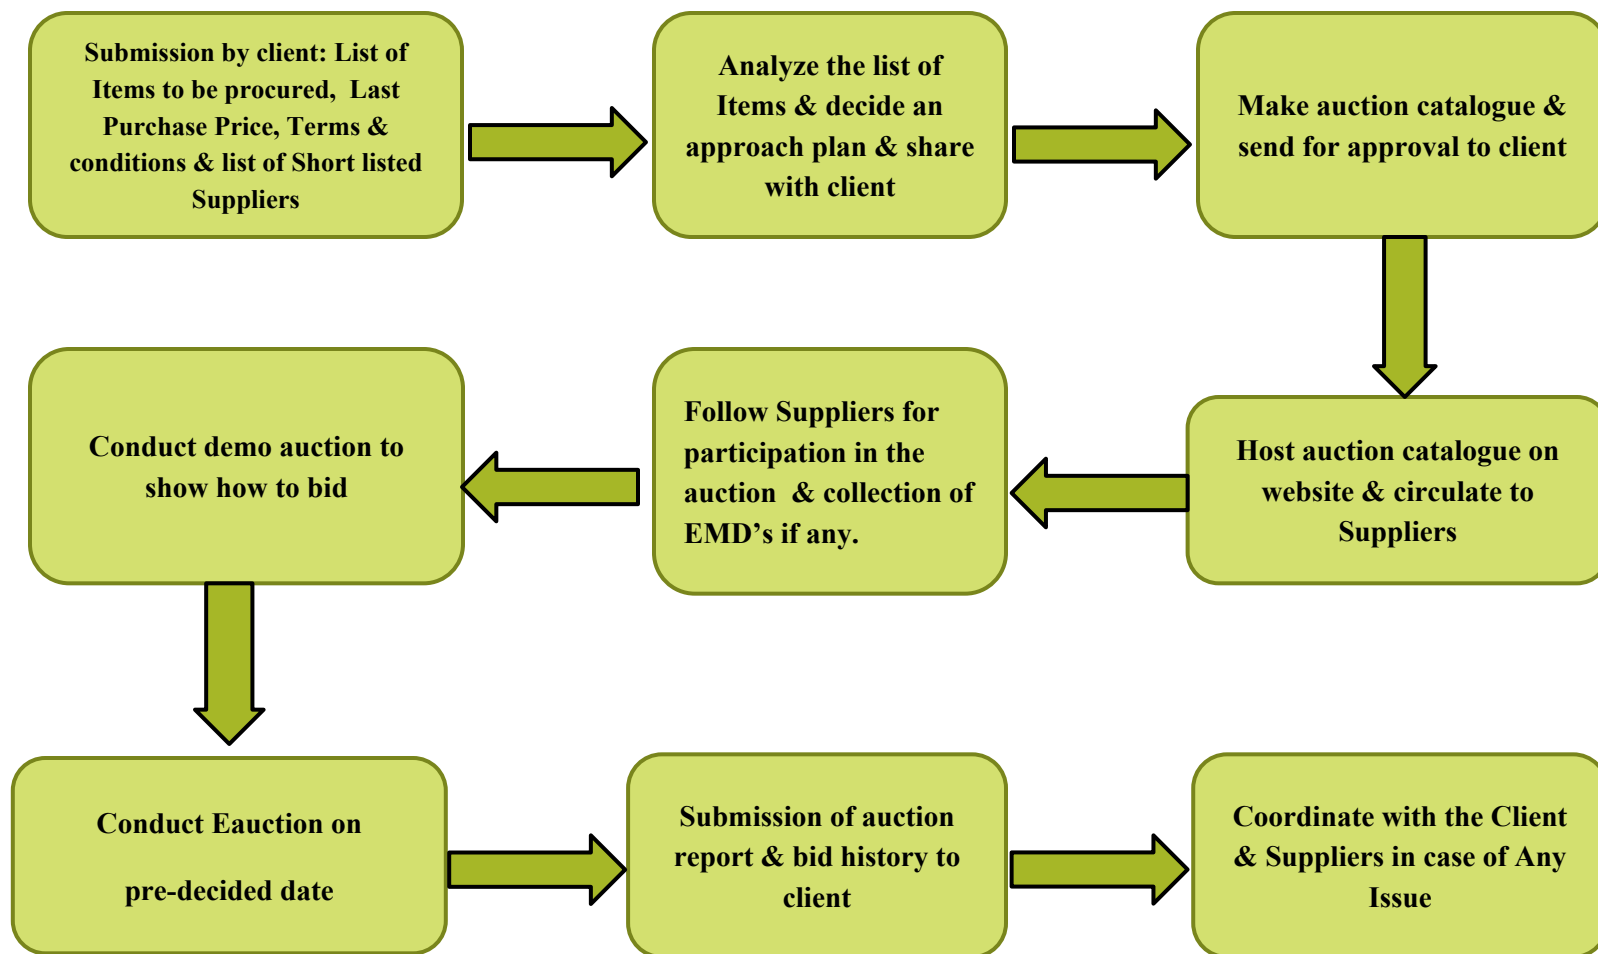 Submission by client: List of
Items to be procured,  Last
Purchase Price, Terms &
conditions & list of Short listed
Suppliers
Analyze the list of
Items & decide an
approach plan & share
with client
Make auction catalogue &
send for approval to client
Host auction catalogue on
website & circulate to
Suppliers
Follow Suppliers for
participation in the
auction  & collection of
EMD’s if any.
Conduct demo auction to
show how to bid
Conduct Eauction on
pre-decided date
Submission of auction
report & bid history to
client
Coordinate with the Client
& Suppliers in case of Any
Issue